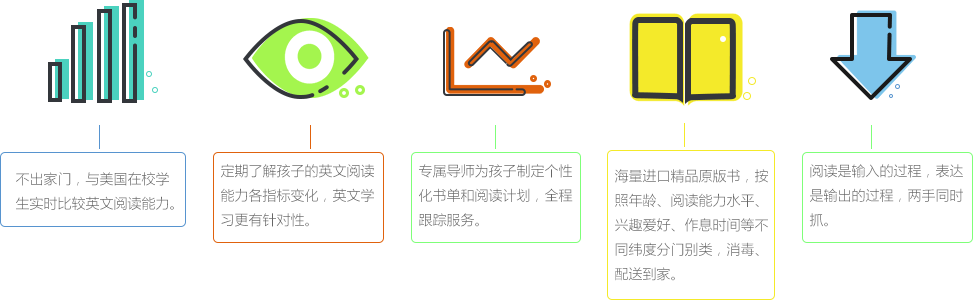 不出家门，与美国在校学
生实时比较英文阅读能力。
定期了解孩子的英文阅读
能力各指标变化，英文学
习更有针对性。
专属导师为孩子制定个性
化书单和阅读计划，全程
跟踪服务。
海量进口精品原版书，按
照年龄、阅读能力水平、
兴趣爱好、作息时间等不
同纬度分门别类，消毒、
配送到家。
阅读是输入的过程，表达
是输出的过程，两手同时
抓。